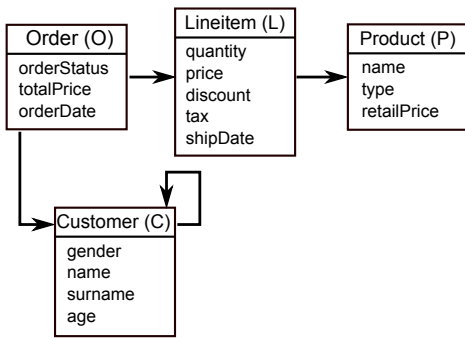 Order (O)
orderStatus
totalPrice
orderDate
Lineitem (L)
quantity
price
discount
tax
shipDate
Product (P)
name
type
retailPrice
Customer (C)
gender
name
surname
age